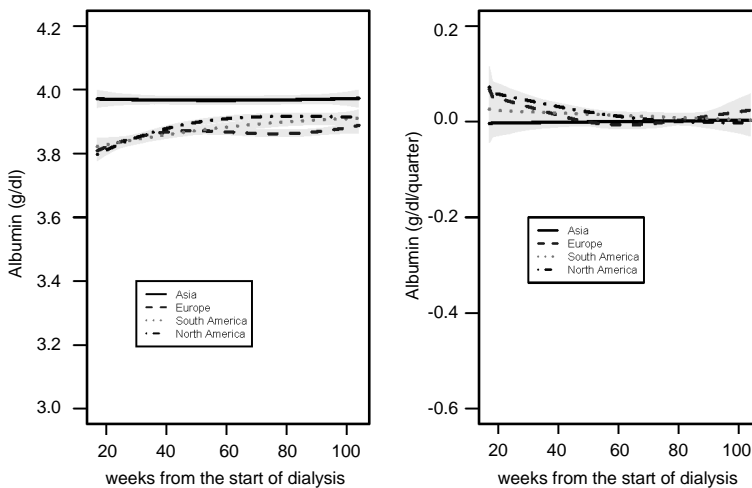 Albumin (g/dl)
4.2
4.0
3.8
3.6
3.4
3.2
3.0
Asia
Europe
South America
North America
20 40 60 80 100
weeks from the start of dialysis
Albumin (g/dl/quarter)
0.2
0.0
-0.2
-0.4
-0.6
Asia
Europe
South America
North America
20 40 60 80 100
weeks from the start of dialysis